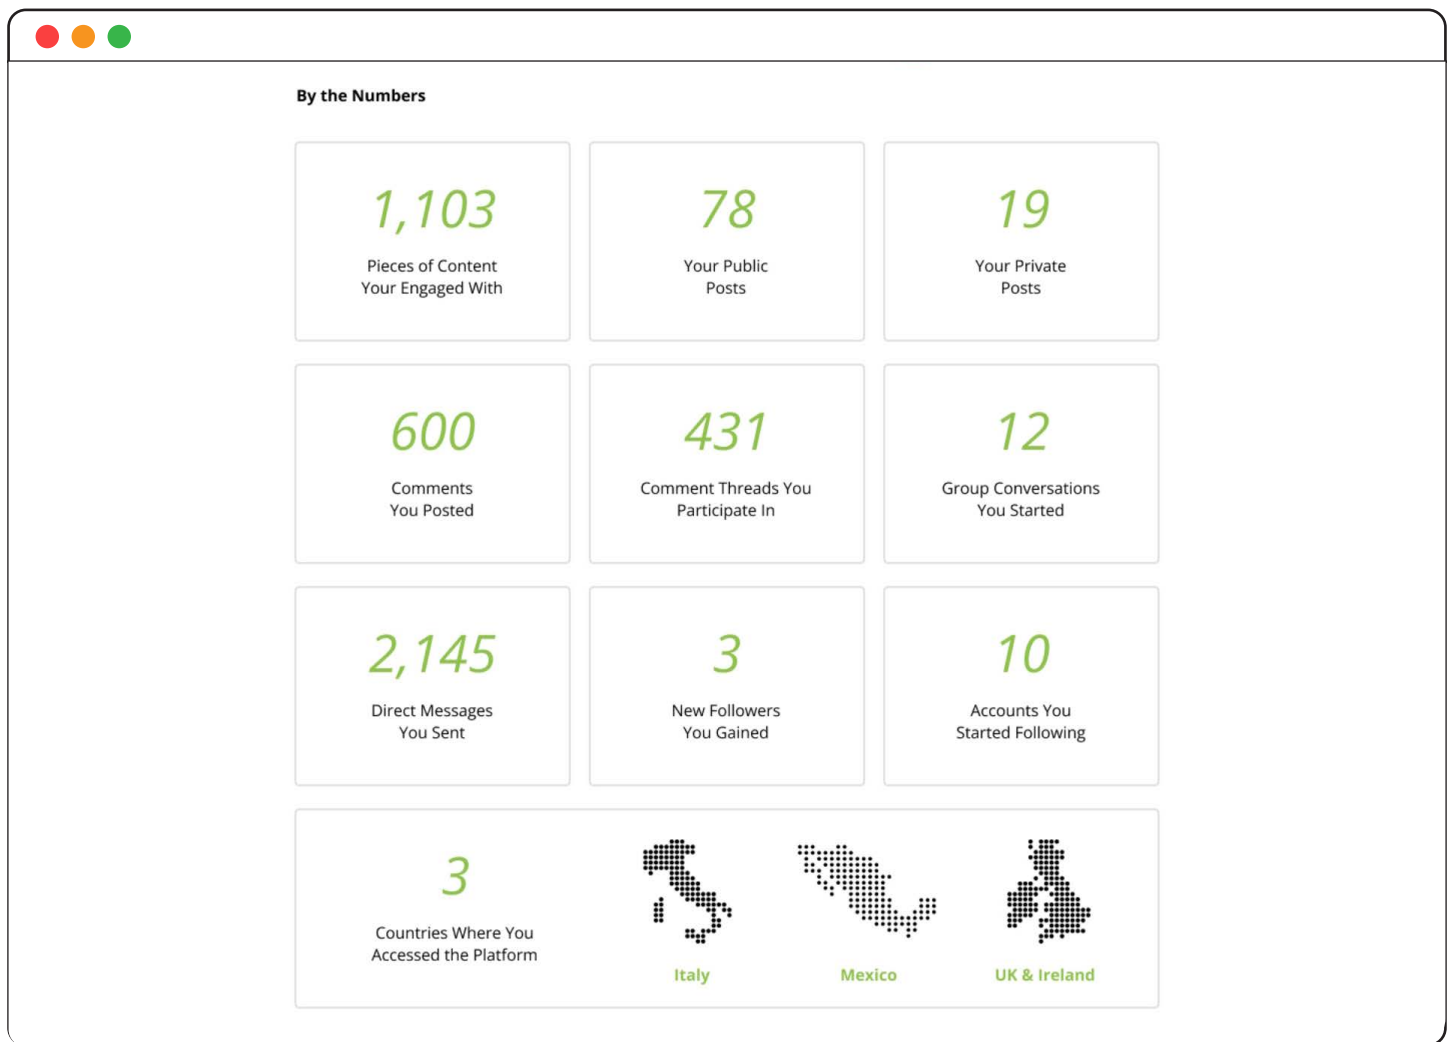 By the Numbers
1,103
Pieces of Content
Your Engaged With
78
Your Public
Posts
19
Your Private
Posts
600
Comments
You Posted
431
Comment Threads You
Participate In
12
Group Conversations
You Started
2,145
Direct Messages
You Sent
3
New Followers
You Gained
10
Accounts You
Started Following
3
Countries Where You
Accessed the Platform
Italy
Mexico
UK & Ireland